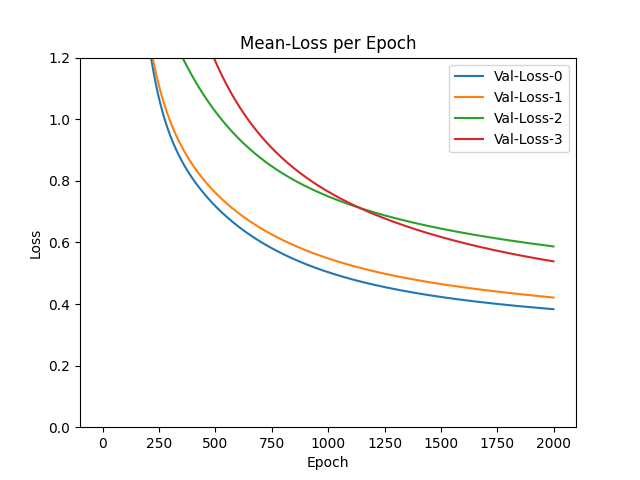 Mean-Loss per Epoch
Val-Loss-0
Val-Loss-1
Val-Loss-2
Val-Loss-3
Loss
1.2
1.0
0.8
0.6
0.4
0.2
0.0
0 250 500 750 1000 1250 1500 1750 2000
Epoch